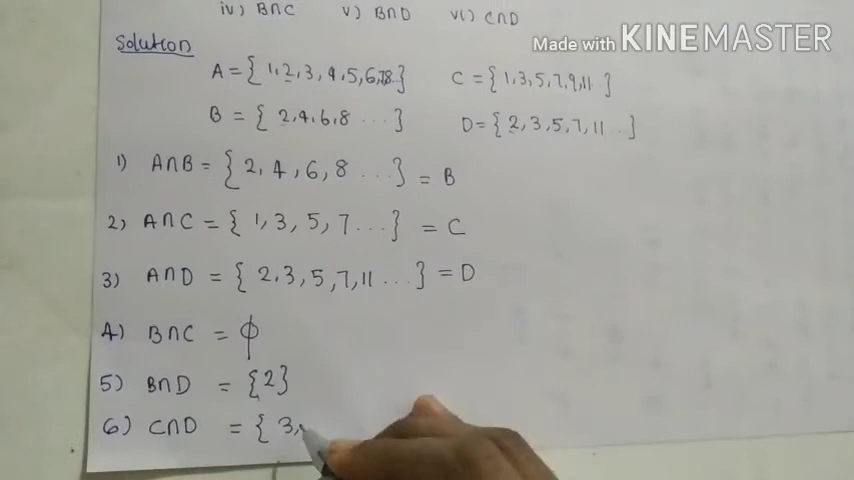 iv) B∩C v) B∩D vi) C∩D
Made with KINEMASTER
Solution
A = { 1, 2, 3, 4, 5, 6, 7 8.. } C = { 1, 3, 5, 7, 9, 11 .. }
B = { 2, 4, 6, 8 .... } D = { 2, 3, 5, 7, 11 ... }
1) A∩B = { 2, 4, 6, 8 .... } = B
2) A∩C = { 1, 3, 5, 7 ... } = C
3) A∩D = { 2, 3, 5, 7, 11 .... } = D
4) B∩C = ϕ
5) B∩D = {2}
6) C∩D = { 3,